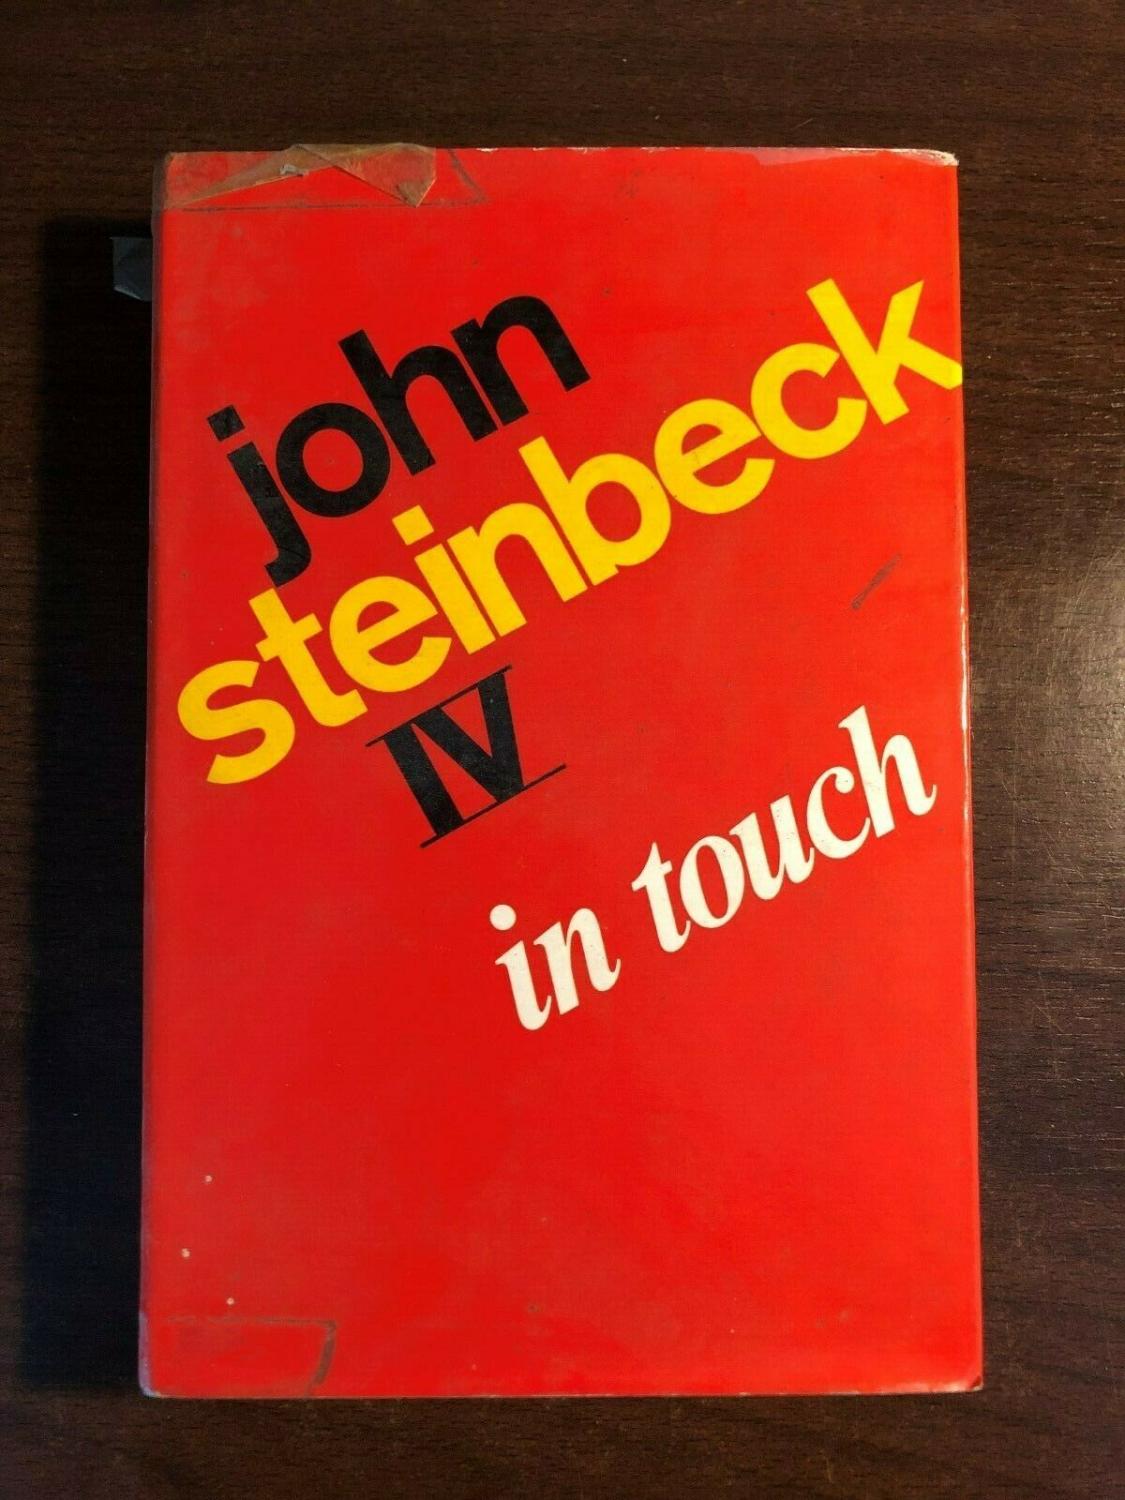 john
steinbeck
IV
in touch